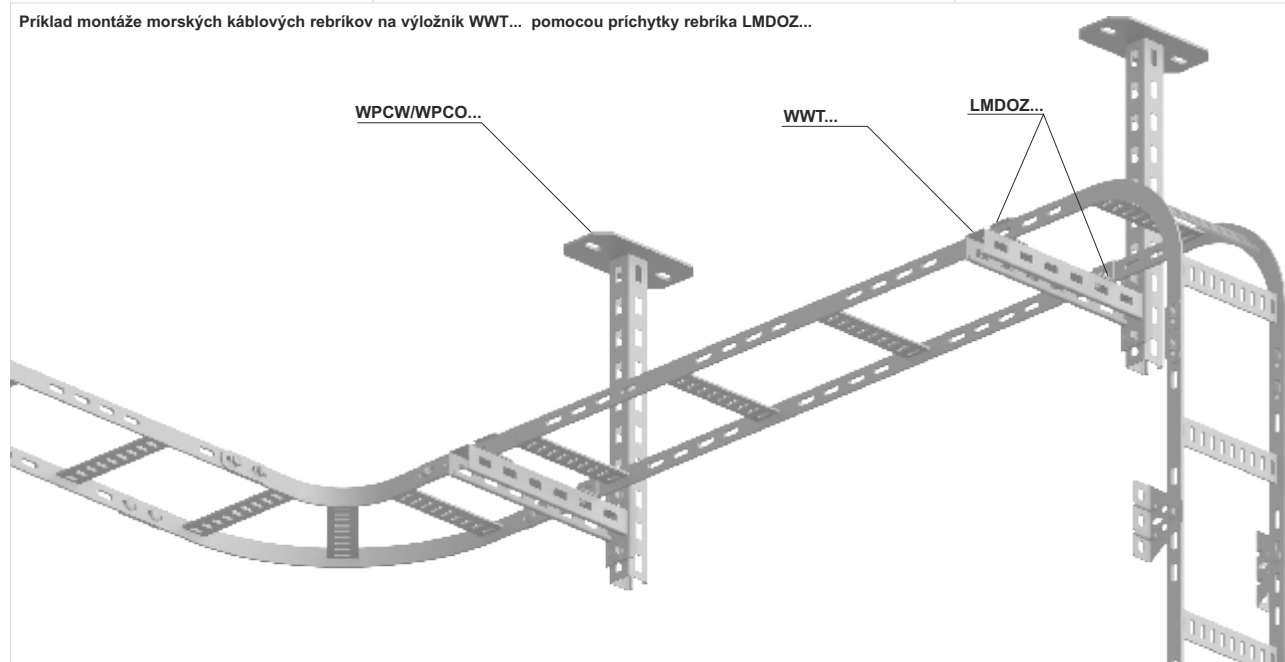 Príklad montáže morských káblových rebríkov na výložník WWT... pomocou príchytky rebríka LMDOZ...
WPCW/WPCO...
WWT...
LMDOZ...